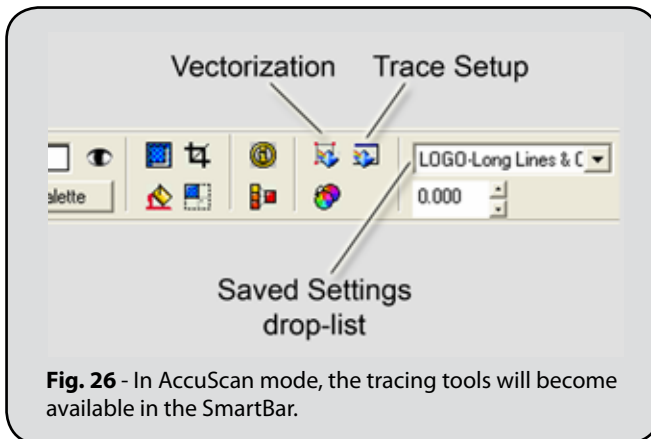 Vectorization Trace Setup
LOGO-Long Lines & C
alette 0.000
Saved Settings
drop-list
Fig. 26 - In AccuScan mode, the tracing tools will become
available in the SmartBar.